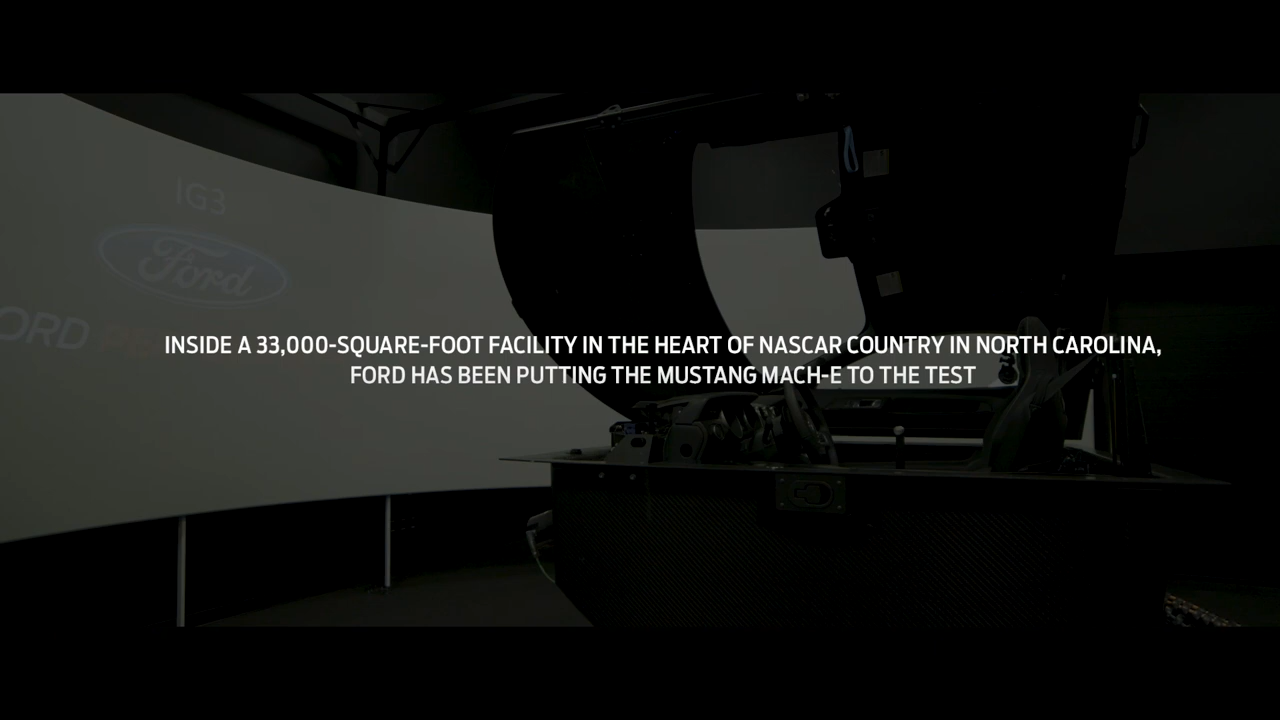 IG3
Ford
ORD
INSIDE A 33,000-SQUARE-FOOT FACILITY IN THE HEART OF NASCAR COUNTRY IN NORTH CAROLINA,
FORD HAS BEEN PUTTING THE MUSTANG MACH-E TO THE TEST